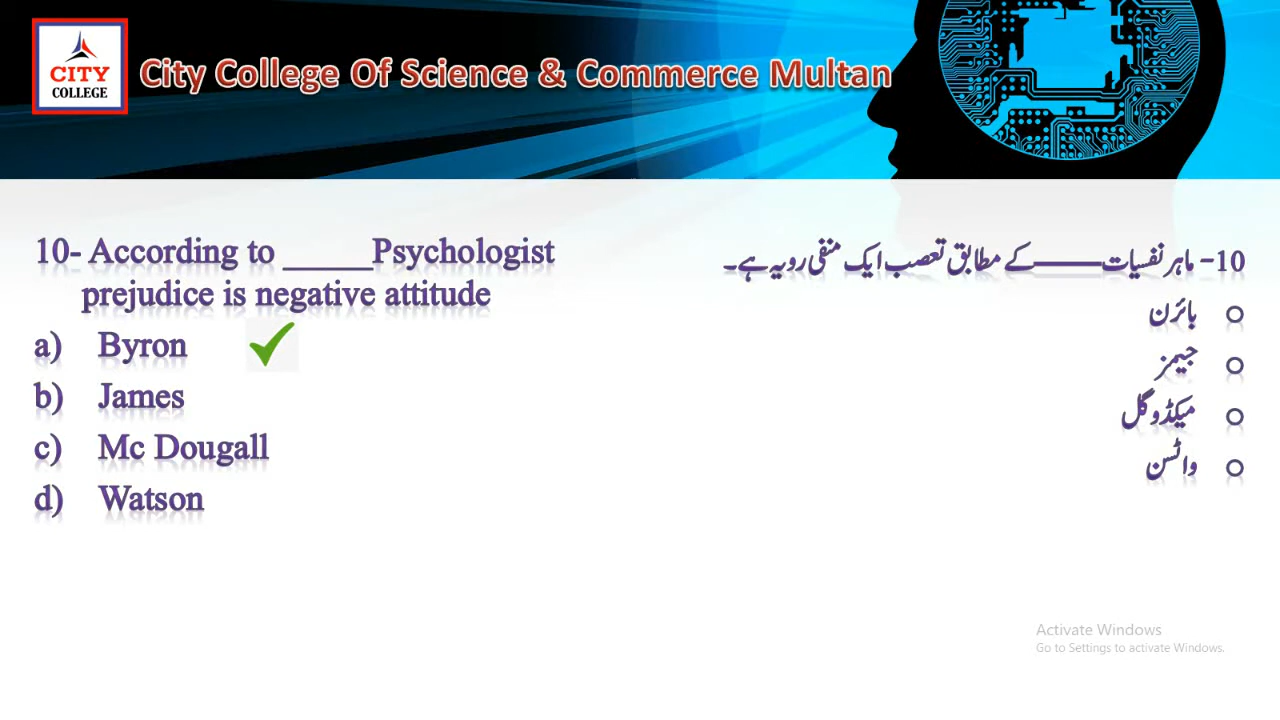 CITY
COLLEGE
City College Of Science & Commerce Multan
10- According to _____Psychologist
prejudice is negative attitude
a) Byron
b) James
c) Mc Dougall
d) Watson
10- ماہر نفسیات ــــــــــ کے مطابق تعصب ایک منفی رویہ ہے۔
بائرن
جیمز
میکڈوگل
واٹسن
Activate Windows
Go to Settings to activate Windows.